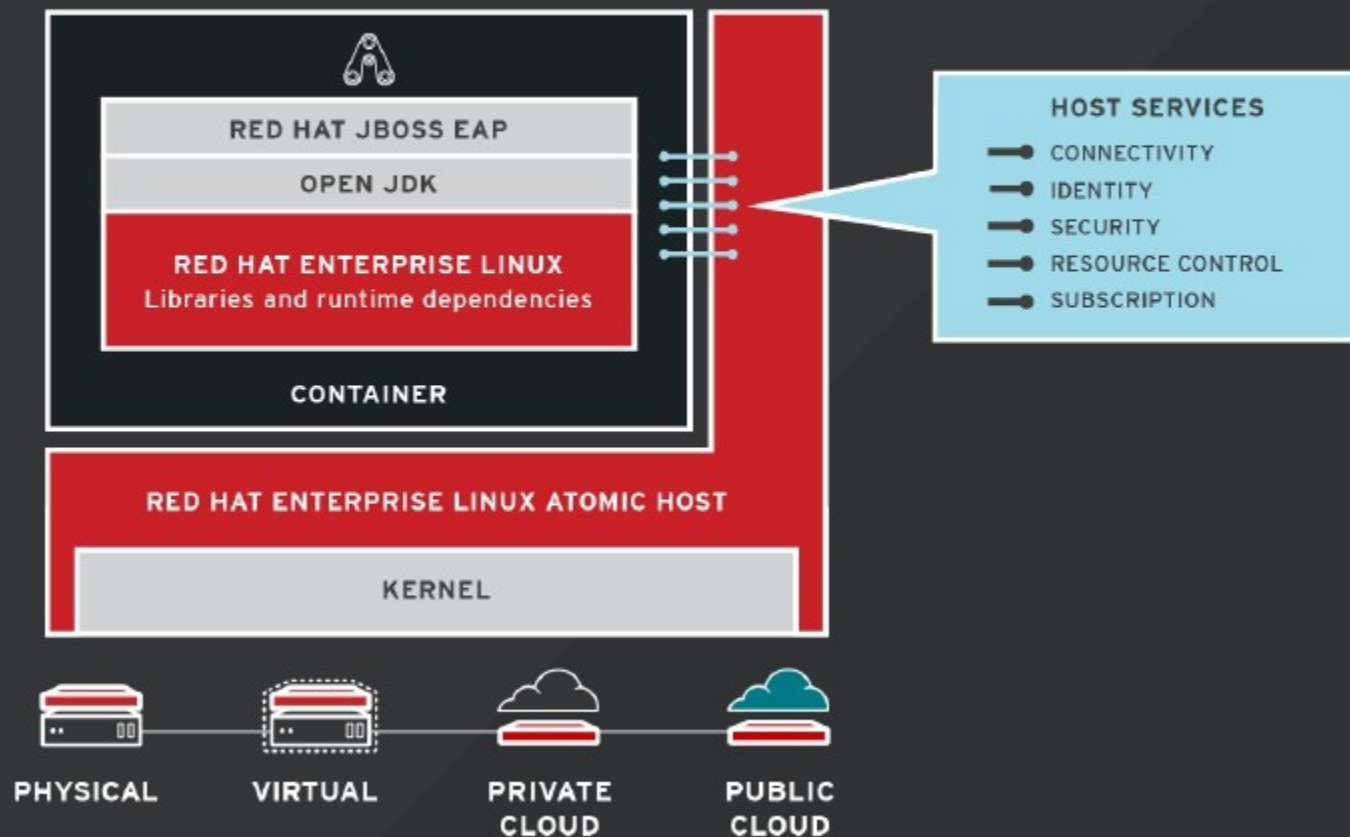 RED HAT JBOSS EAP
OPEN JDK
RED HAT ENTERPRISE LINUX
Libraries and runtime dependencies
CONTAINER
HOST SERVICES
CONNECTIVITY
IDENTITY
SECURITY
RESOURCE CONTROL
SUBSCRIPTION
RED HAT ENTERPRISE LINUX ATOMIC HOST
KERNEL
PHYSICAL
VIRTUAL
PRIVATE
CLOUD
PUBLIC
CLOUD